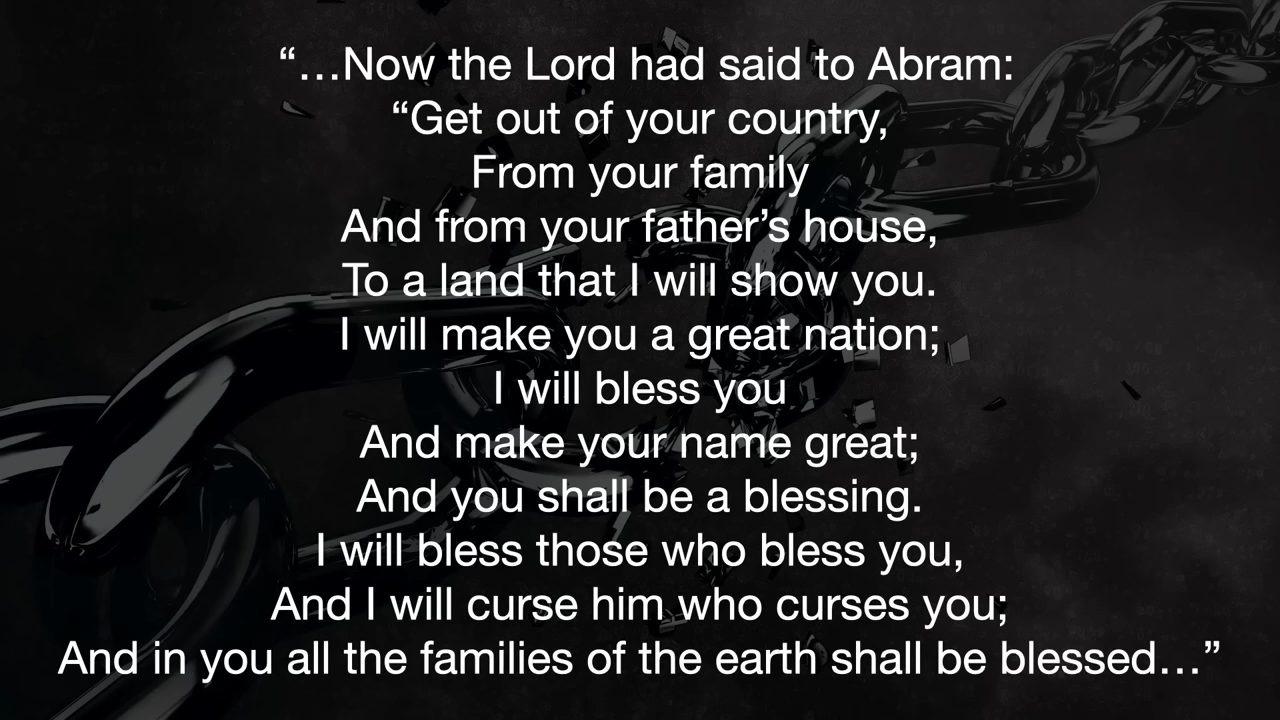 “…Now the Lord had said to Abram:
“Get out of your country,
From your family
And from your father’s house,
To a land that I will show you.
I will make you a great nation;
I will bless you
And make your name great;
And you shall be a blessing.
I will bless those who bless you,
And I will curse him who curses you;
And in you all the families of the earth shall be blessed…”